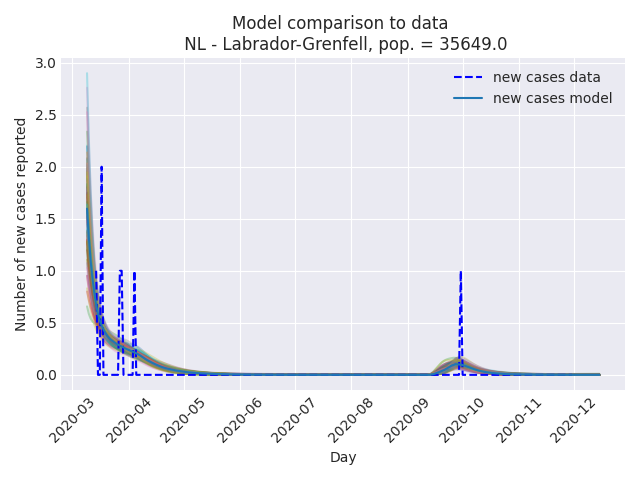 Model comparison to data
NL - Labrador-Grenfell, pop. = 35649.0
new cases data
new cases model
Number of new cases reported
3.0
2.5
2.0
1.5
1.0
0.5
0.0
2020-03
2020-04
2020-05
2020-06
2020-07
2020-08
2020-09
2020-10
2020-11
2020-12
Day